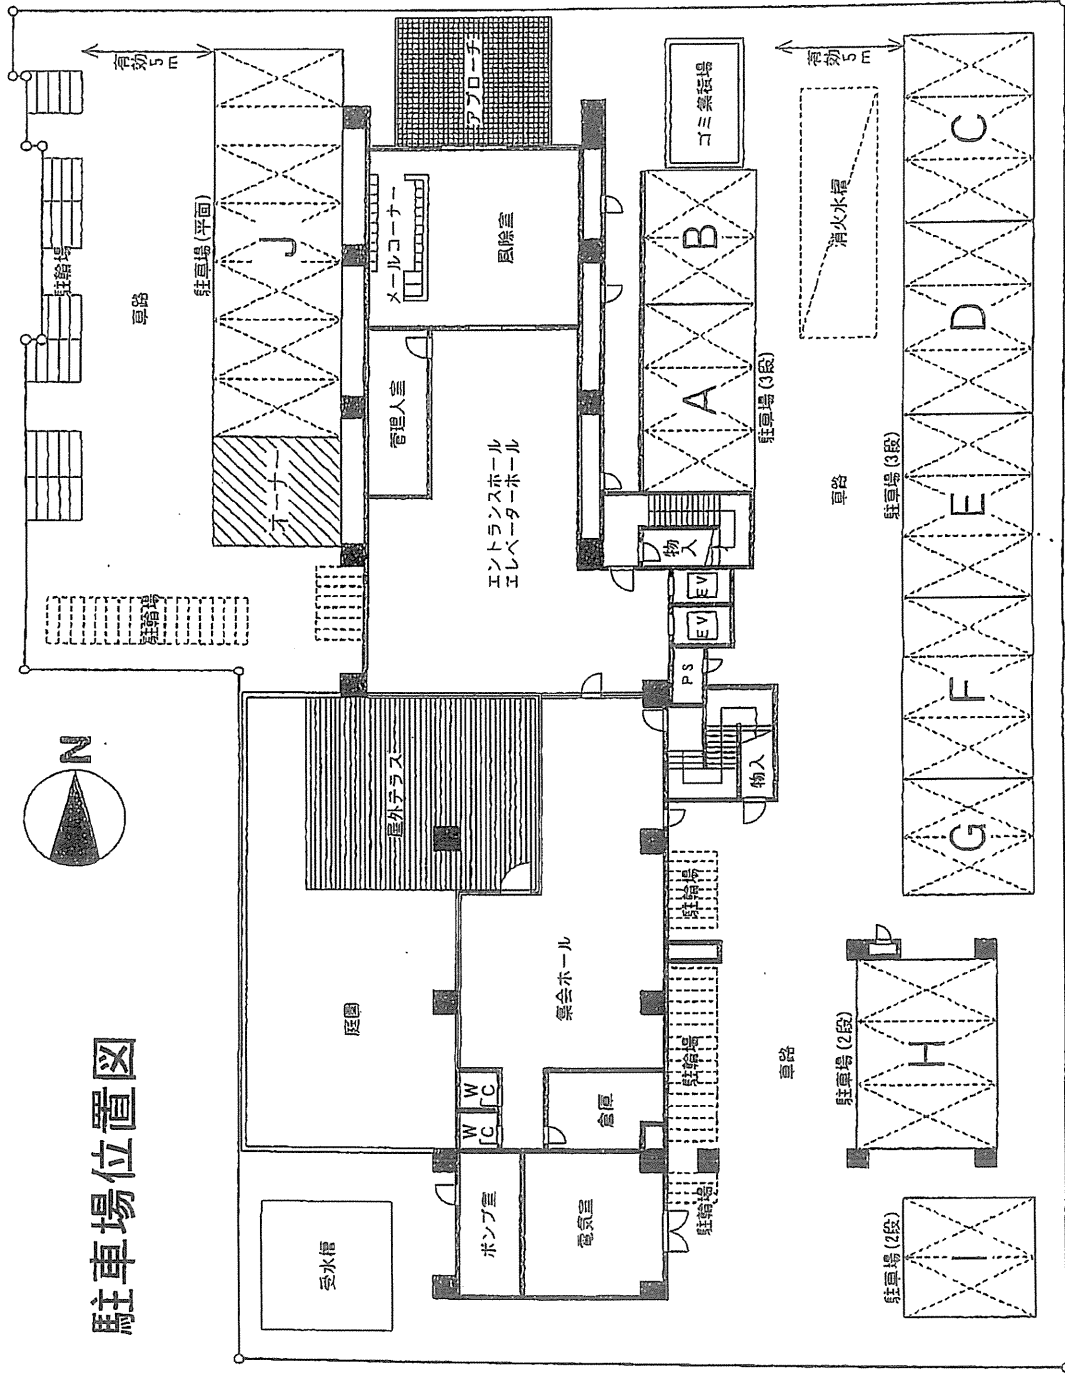 駐車場位置図
N
受水槽
ポンプ室
電気室
駐輪場
庭園
WC
WC
倉庫
集会ホール
屋外テラス
駐輪場
駐輪場
物入
PS
EV
EV
物入
駐輪場
駐輪場
車路
有効
5m
オーナー
駐車場(平面)
J
管理人室
エントランスホール
エレベーターホール
メールコーナー
風除室
アプローチ
A
B
駐車場(3段)
ゴミ集積場
消火水槽
有効
5m
車路
車路
駐車場(2段)
I
駐車場(2段)
H
駐車場(3段)
G
F
E
D
C